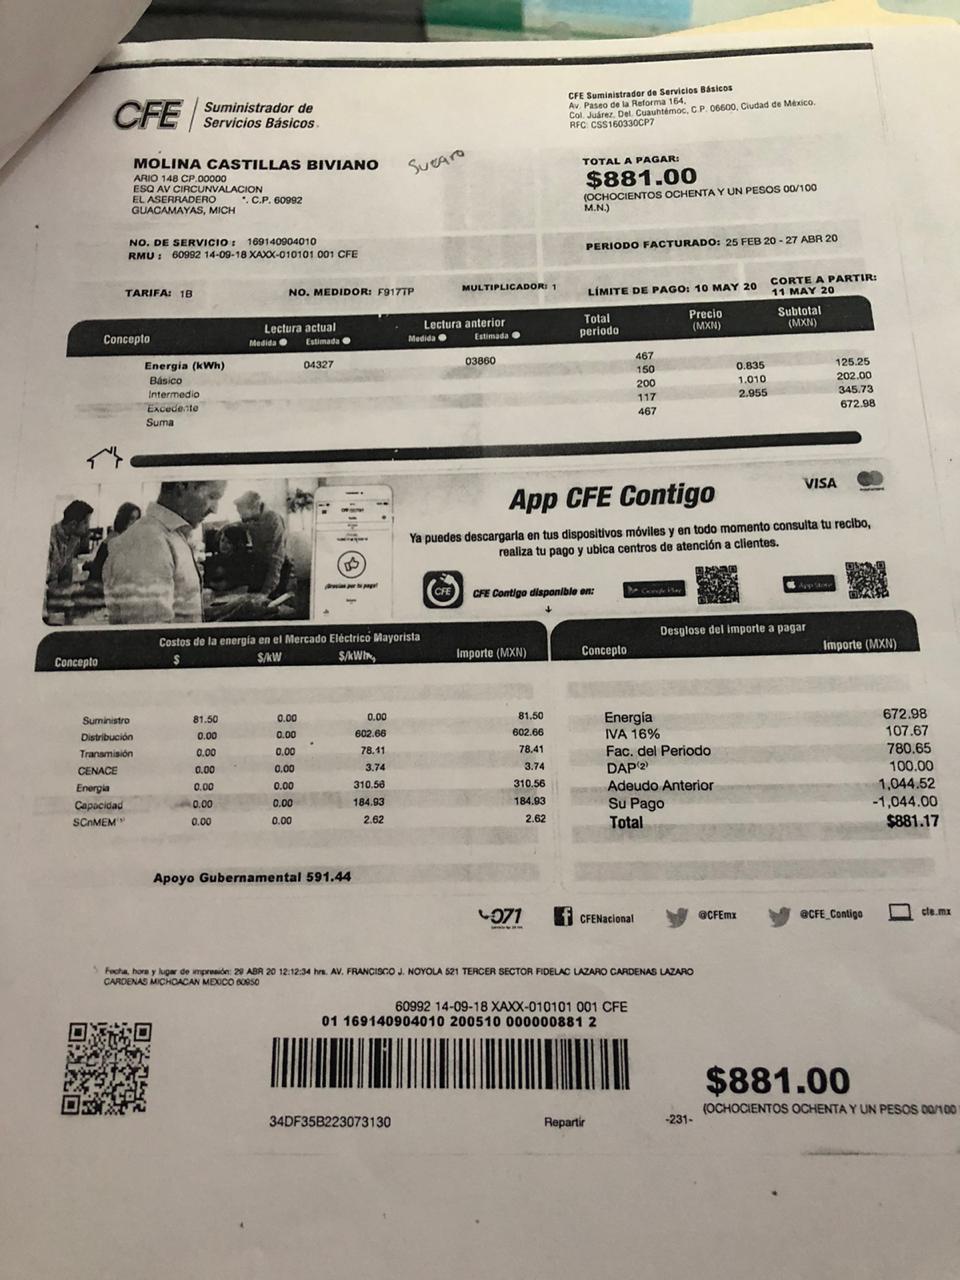 CFE Suministrador de
Servicios Básicos
CFE Suministrador de Servicios Básicos
Av. Paseo de la Reforma 164,
Col. Juárez, Del. Cuauhtémoc, C.P. 06600, Ciudad de México.
RFC: CSS160330CP7
MOLINA CASTILLAS BIVIANO
ARIO 148 CP.00000
ESQ AV CIRCUNVALACION
EL ASERRADERO *. C.P. 60992
GUACAMAYAS, MICH
TOTAL A PAGAR:
$881.00
(OCHOCIENTOS OCHENTA Y UN PESOS 00/100
M.N.)
NO. DE SERVICIO : 169140904010
RMU : 60992 14-09-18 XAXX-010101 001 CFE
PERIODO FACTURADO: 25 FEB 20 - 27 ABR 20
TARIFA: 1B NO. MEDIDOR: F917TP MULTIPLICADOR: 1 LÍMITE DE PAGO: 10 MAY 20 CORTE A PARTIR:
11 MAY 20
Concepto Lectura actual Lectura anterior Total periodo Precio (MXN) Subtotal (MXN)
Medida Estimada Medida Estimada
Energía (kWh) 04327 03860 467
Básico 150 0.835 125.25
Intermedio 200 1.010 202.00
Excedente 117 2.955 345.73
Suma 467 672.98
App CFE Contigo
VISA
Ya puedes descargarla en tus dispositivos móviles y en todo momento consulta tu recibo,
realiza tu pago y ubica centros de atención a clientes.
¡Gracias por tu pago!
CFE
CFE Contigo disponible en:
Google Play
App Store
Costos de la energía en el Mercado Eléctrico Mayorista
Concepto $ $/kW $/kWh Importe (MXN)
Suministro 81.50 0.00 0.00 81.50
Distribución 0.00 0.00 602.66 602.66
Transmisión 0.00 0.00 78.41 78.41
CENACE 0.00 0.00 3.74 3.74
Energía 0.00 0.00 310.56 310.56
Capacidad 0.00 0.00 184.93 184.93
SCnMEM 0.00 0.00 2.62 2.62
Apoyo Gubernamental 591.44
Desglose del importe a pagar
Concepto Importe (MXN)
Energía 672.98
IVA 16% 107.67
Fac. del Periodo 780.65
DAP(2) 100.00
Adeudo Anterior 1,044.52
Su Pago -1,044.00
Total $881.17
071 CFENacional @CFEmx @CFE_Contigo cfe.mx
Fecha, hora y lugar de impresión: 29 ABR 20 12:12:34 hrs. AV. FRANCISCO J. NOYOLA 521 TERCER SECTOR FIDELAC LAZARO CARDENAS LAZARO
CARDENAS MICHOACAN MEXICO 60950
60992 14-09-18 XAXX-010101 001 CFE
01 169140904010 200510 000000881 2
34DF35B223073130 Repartir -231-
$881.00
(OCHOCIENTOS OCHENTA Y UN PESOS 00/100